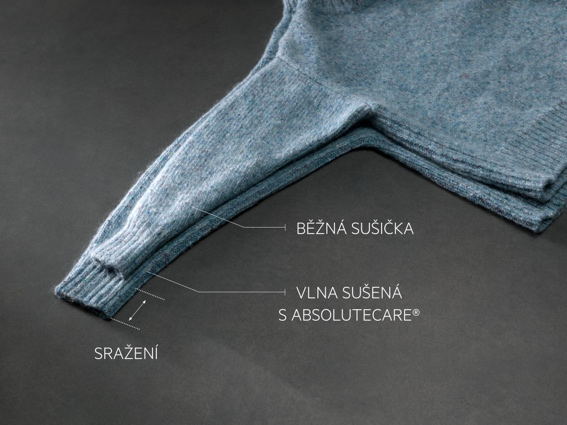 BĚŽNÁ SUŠIČKA
VLNA SUŠENÁ
S ABSOLUTECARE®
SRAŽENÍ